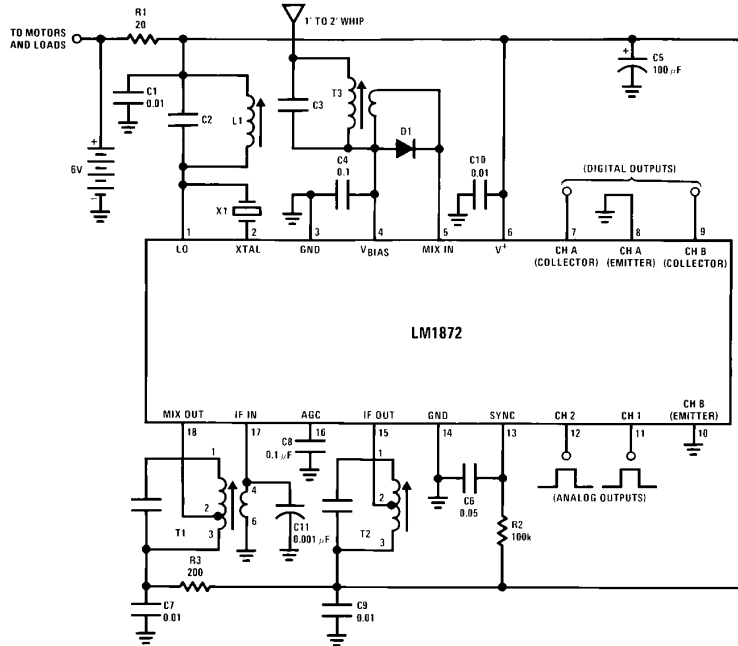 TO MOTORS
AND LOADS
R1
20
1' TO 2' WHIP
C1
0.01
C2
L1
C3
T3
+
C5
100 µF
6V
+
-
X1
C4
0.1
D1
C10
0.01
(DIGITAL OUTPUTS)
1
2
3
4
5
6
7
8
9
LO
XTAL
GND
VBIAS
MIX IN
V+
CH A
(COLLECTOR)
CH A
(EMITTER)
CH B
(COLLECTOR)
LM1872
MIX OUT
IF IN
AGC
IF OUT
GND
SYNC
CH 2
CH 1
CH B
(EMITTER)
18
17
16
15
14
13
12
11
10
C8
0.1 µF
1
2
3
T1
4
6
C11
0.001 µF
1
2
3
T2
C6
0.05
R2
100k
(ANALOG OUTPUTS)
R3
200
C7
0.01
C9
0.01